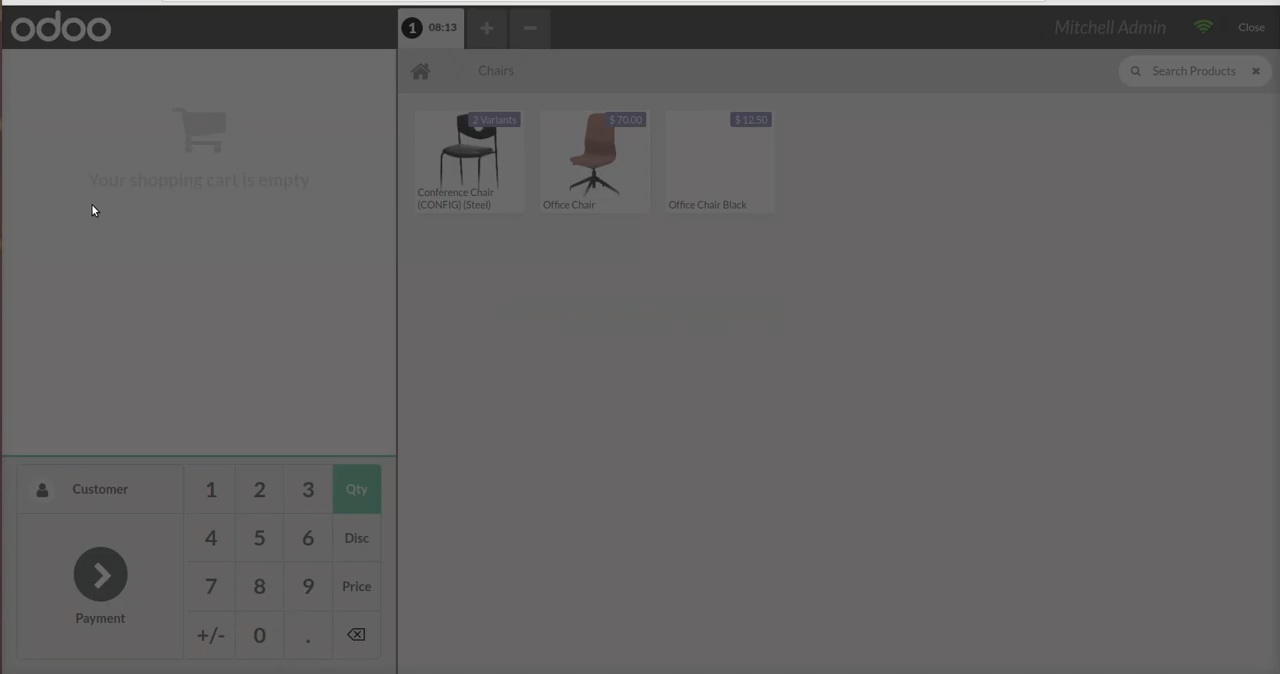 odoo
1 08:13 + −
Mitchell Admin
Close
Chairs
Search Products
Your shopping cart is empty
2 Variants
Conference Chair
(CONFIG) (Steel)
$ 70.00
Office Chair
$ 12.50
Office Chair Black
Customer
Payment
1 2 3 Qty
4 5 6 Disc
7 8 9 Price
+/- 0 .